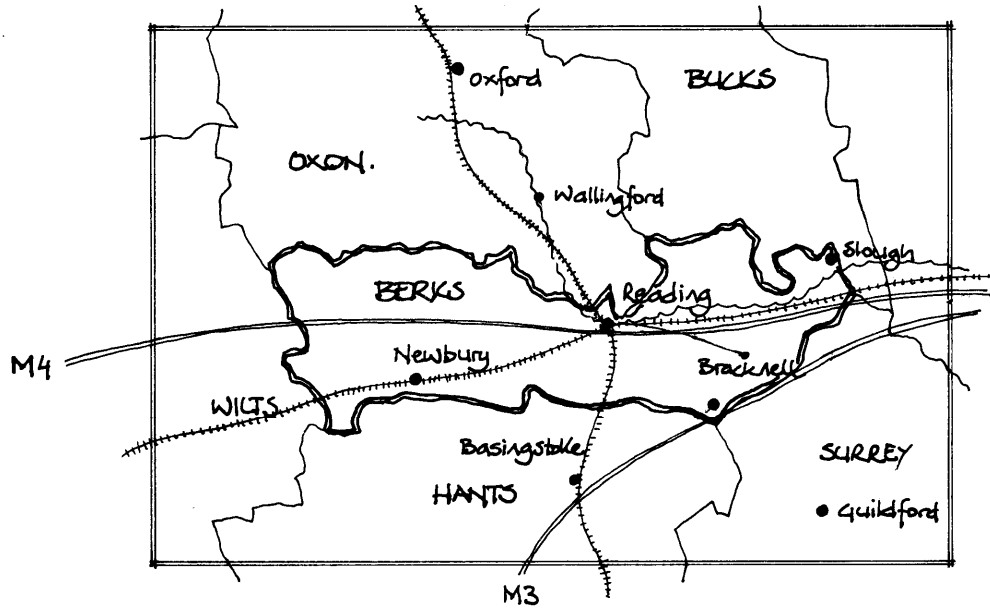 Oxford
BUCKS
OXON.
Wallingford
Slough
BERKS
Reading
M4
Newbury
Bracknell
WILTS
Basingstoke
SURREY
HANTS
Guildford
M3